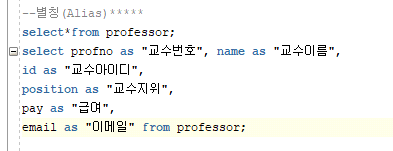 --별칭(Alias)*****
select*from professor;
select profno as "교수번호", name as "교수이름",
id as "교수아이디",
position as "교수지위",
pay as "급여",
email as "이메일" from professor;